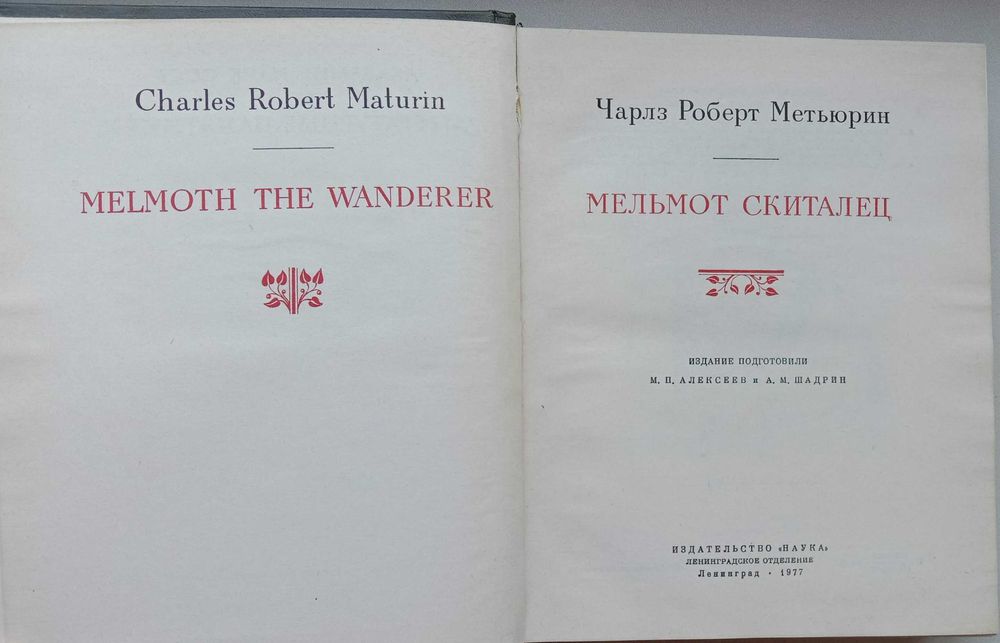 Charles Robert Maturin
MELMOTH THE WANDERER
Чарлз Роберт Метьюрин
МЕЛЬМОТ СКИТАЛЕЦ
ИЗДАНИЕ ПОДГОТОВИЛИ
М. П. АЛЕКСЕЕВ и А. М. ШАДРИН
ИЗДАТЕЛЬСТВО «НАУКА»
ЛЕНИНГРАДСКОЕ ОТДЕЛЕНИЕ
Ленинград · 1977